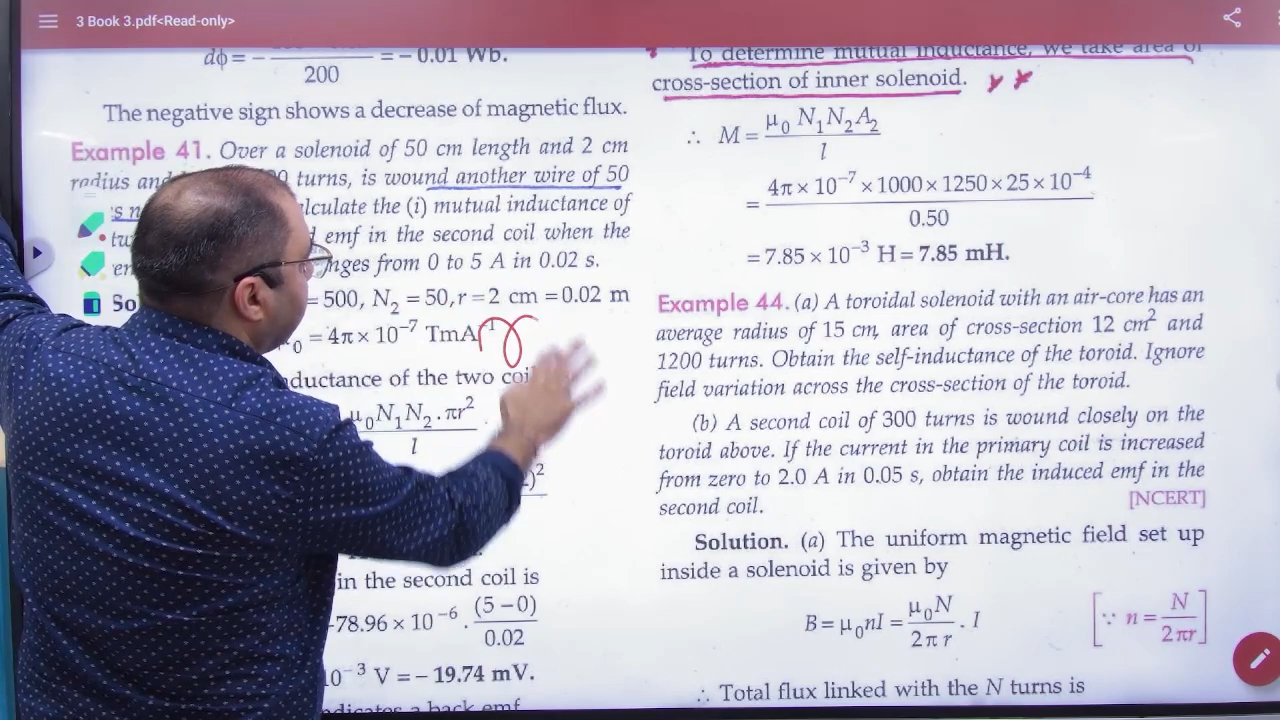 3 Book 3.pdf<Read-only>
dφ = − / 200 = − 0.01 Wb.
The negative sign shows a decrease of magnetic flux.
Example 41. Over a solenoid of 50 cm length and 2 cm
radius and turns, is wound another wire of 50
calculate the (i) mutual inductance of
emf in the second coil when the
from 0 to 5 A in 0.02 s.
= 500, N₂ = 50, r = 2 cm = 0.02 m
= 4π × 10⁻⁷ TmA⁻¹
of the two
μ₀N₁N₂ . πr² / l
)²
in the second coil is
78.96 × 10⁻⁶ . (5 − 0) / 0.02
10⁻³ V = − 19.74 mV.
a back emf
To determine mutual inductance, we take area of
cross-section of inner solenoid.
∴ M = μ₀ N₁N₂A₂ / l
= 4π × 10⁻⁷ × 1000 × 1250 × 25 × 10⁻⁴ / 0.50
= 7.85 × 10⁻³ H = 7.85 mH.
Example 44. (a) A toroidal solenoid with an air-core has an
average radius of 15 cm, area of cross-section 12 cm² and
1200 turns. Obtain the self-inductance of the toroid. Ignore
field variation across the cross-section of the toroid.
(b) A second coil of 300 turns is wound closely on the
toroid above. If the current in the primary coil is increased
from zero to 2.0 A in 0.05 s, obtain the induced emf in the
second coil. [NCERT]
Solution. (a) The uniform magnetic field set up
inside a solenoid is given by
B = μ₀nI = μ₀N / 2π r . I [∵ n = N / 2πr]
∴ Total flux linked with the N turns is